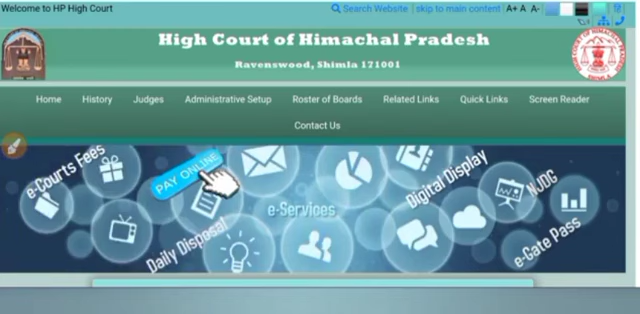 Welcome to HP High Court
Search Website | skip to main content | A+ A A-
High Court of Himachal Pradesh
Ravenswood, Shimla 171001
Home History Judges Administrative Setup Roster of Boards Related Links Quick Links Screen Reader
Contact Us
e-Courts Fees
PAY ONLINE
Digital Display
NJDG
e-Services
Daily Disposal
e-Gate Pass